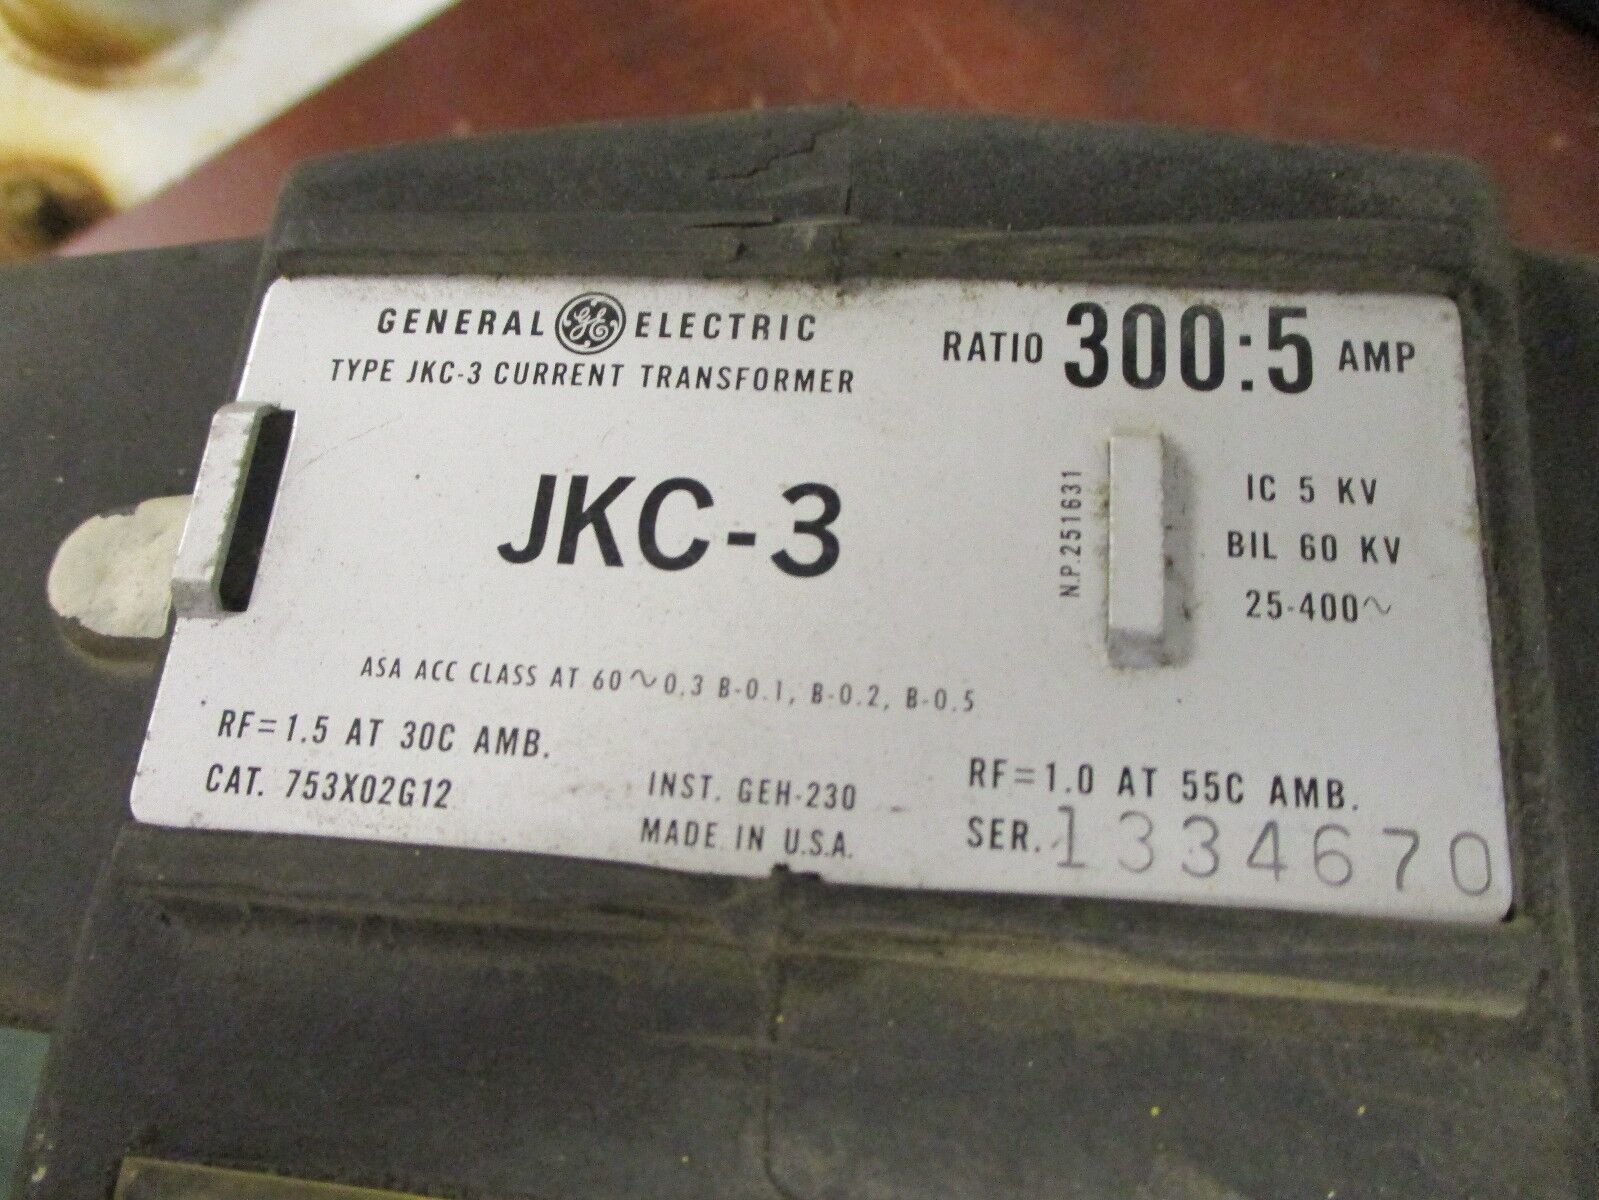 GENERAL GE ELECTRIC
TYPE JKC-3 CURRENT TRANSFORMER
RATIO 300:5 AMP
JKC-3
N.P.251631
IC 5 KV
BIL 60 KV
25-400~
ASA ACC CLASS AT 60~0.3 B-0.1, B-0.2, B-0.5
RF=1.5 AT 30C AMB.
CAT. 753X02G12
INST. GEH-230
MADE IN U.S.A.
RF=1.0 AT 55C AMB.
SER. 1334670